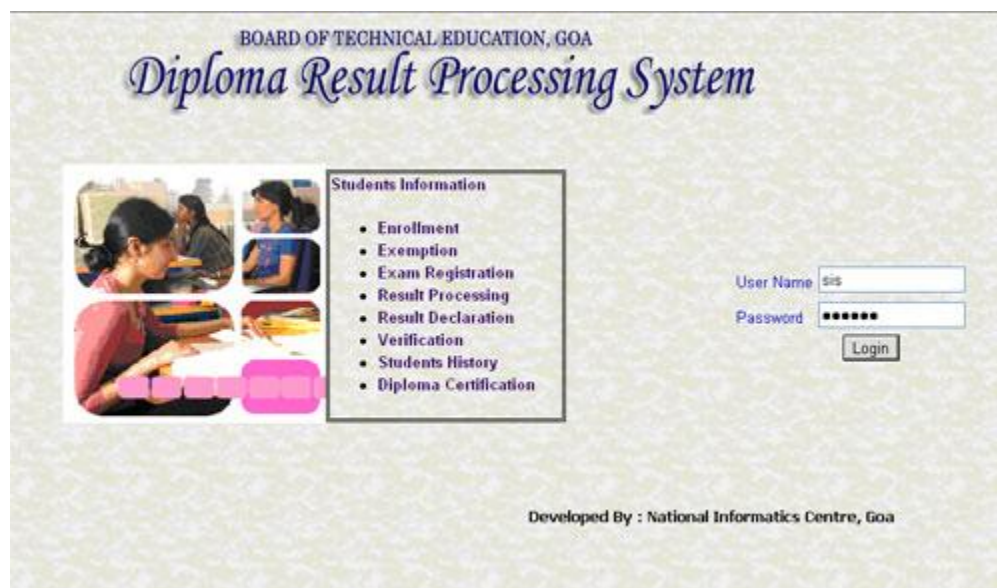 BOARD OF TECHNICAL EDUCATION, GOA
Diploma Result Processing System
Students Information
• Enrollment
• Exemption
• Exam Registration
• Result Processing
• Result Declaration
• Verification
• Students History
• Diploma Certification
User Name sis
Password ●●●●●●
Login
Developed By : National Informatics Centre, Goa